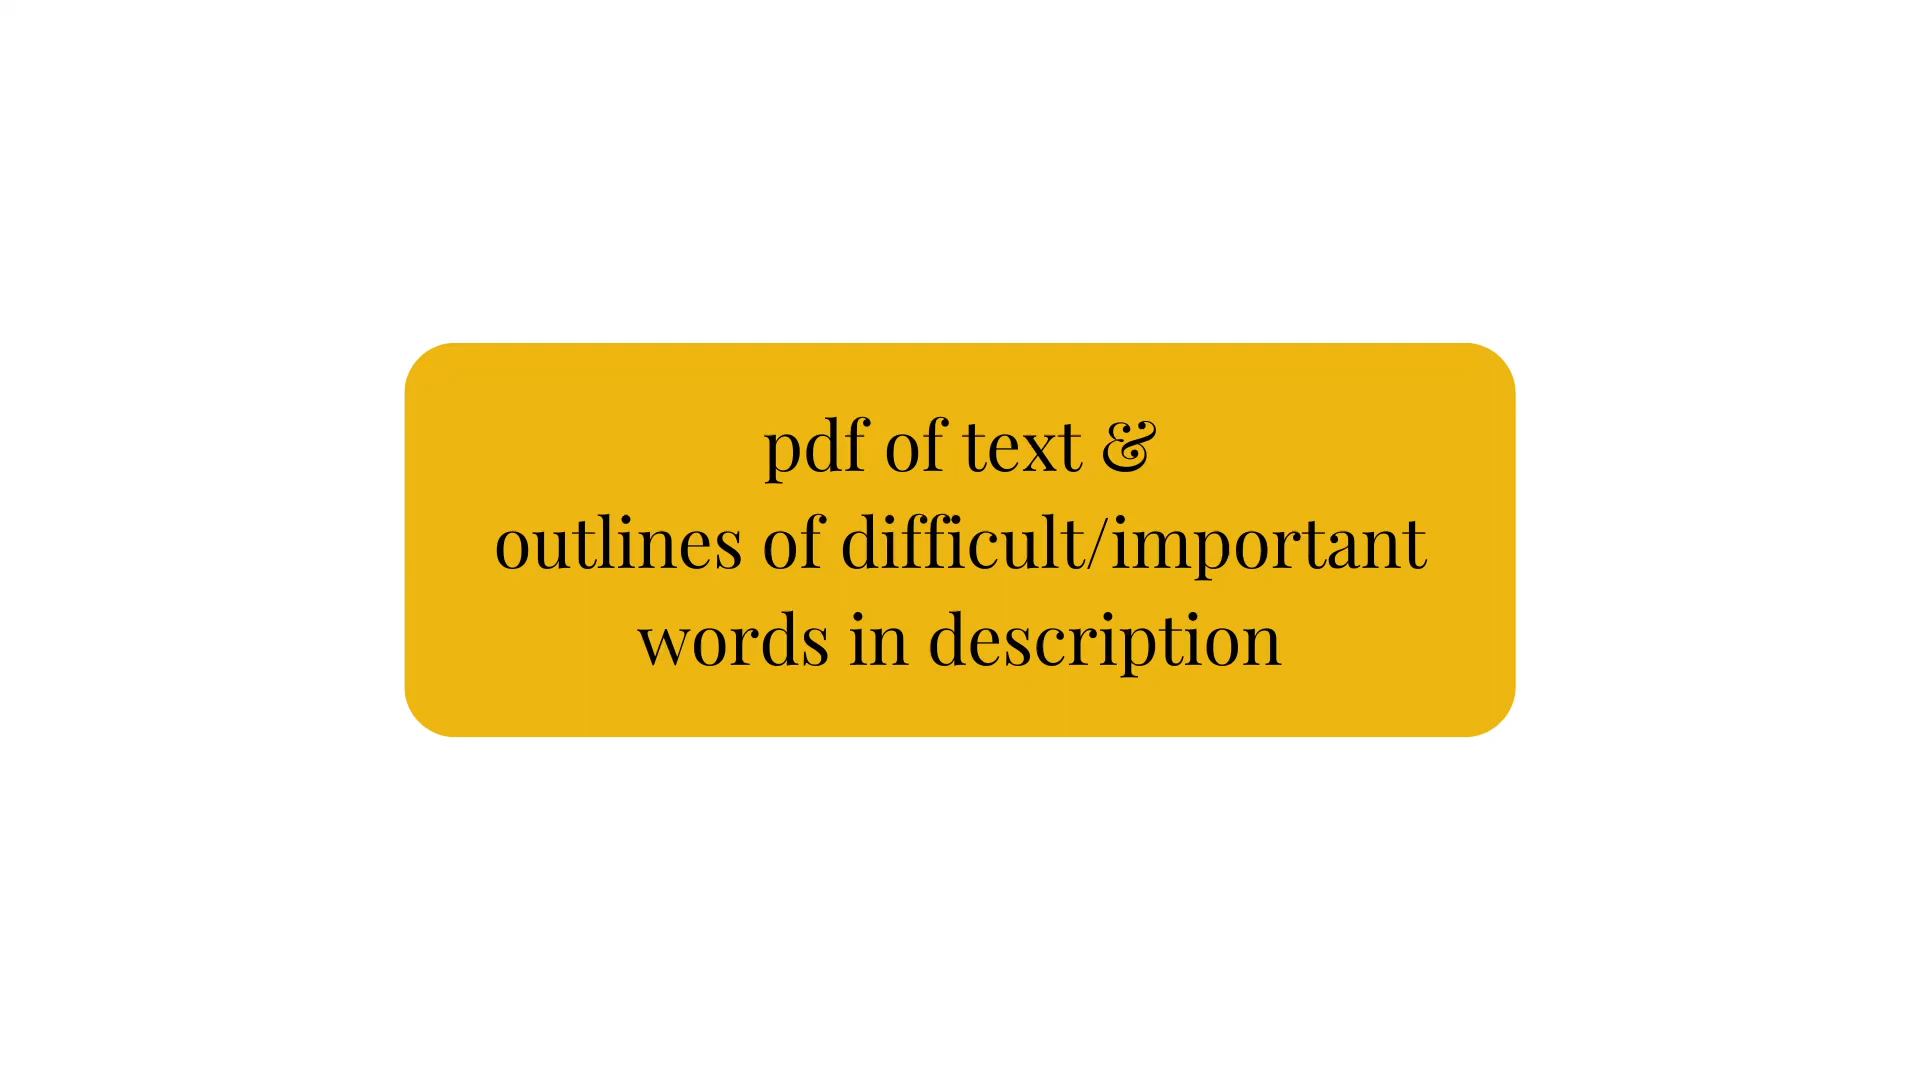 pdf of text &
outlines of difficult/important
words in description